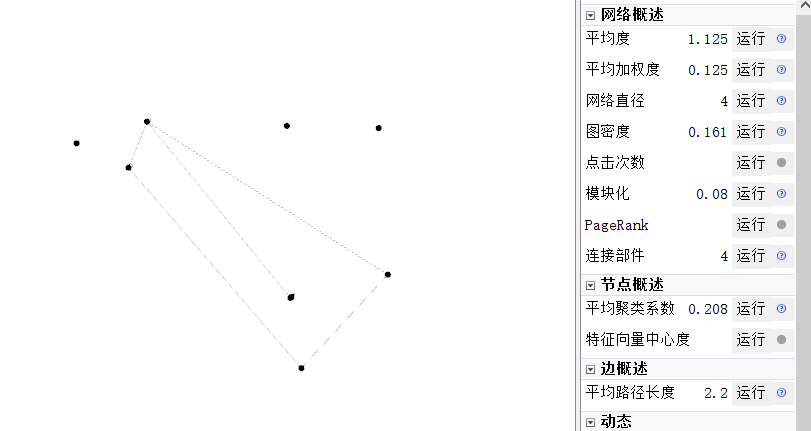 网络概述
平均度 1.125 运行
平均加权度 0.125 运行
网络直径 4 运行
图密度 0.161 运行
点击次数 运行
模块化 0.08 运行
PageRank 运行
连接部件 4 运行
节点概述
平均聚类系数 0.208 运行
特征向量中心度 运行
边概述
平均路径长度 2.2 运行
动态